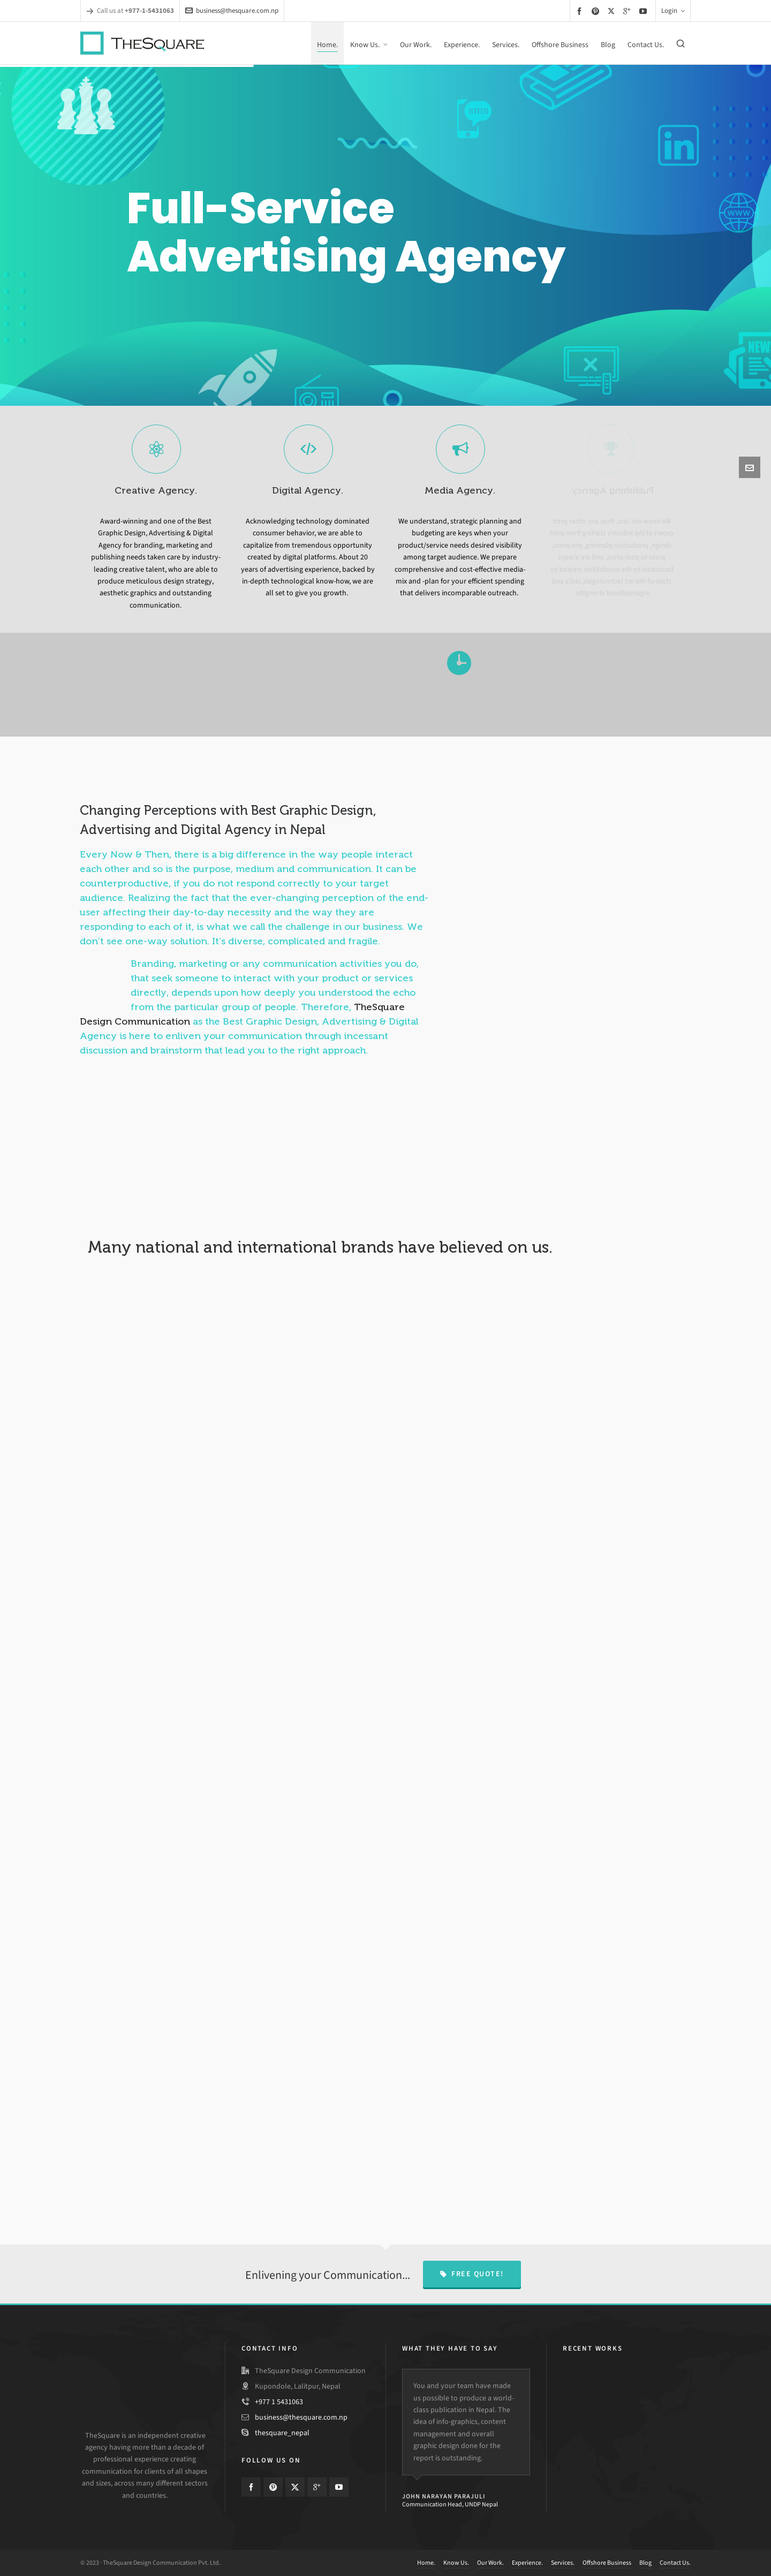 Call us at +977-1-5431063
business@thesquare.com.np
Login
THESQUARE
Home. Know Us. Our Work. Experience. Services. Offshore Business Blog Contact Us.
WWW
NEWS
Full-Service
Advertising Agency
Creative Agency.
Award-winning and one of the Best
Graphic Design, Advertising & Digital
Agency for branding, marketing and
publishing needs taken care by industry-
leading creative talent, who are able to
produce meticulous design strategy,
aesthetic graphics and outstanding
communication.
Digital Agency.
Acknowledging technology dominated
consumer behavior, we are able to
capitalize from tremendous opportunity
created by digital platforms. About 20
years of advertising experience, backed by
in-depth technological know-how, we are
all set to give you growth.
Media Agency.
We understand, strategic planning and
budgeting are keys when your
product/service needs desired visibility
among target audience. We prepare
comprehensive and cost-effective media-
mix and -plan for your efficient spending
that delivers incomparable outreach.
Publishing Agency.
Changing Perceptions with Best Graphic Design,
Advertising and Digital Agency in Nepal
Every Now & Then, there is a big difference in the way people interact
each other and so is the purpose, medium and communication. It can be
counterproductive, if you do not respond correctly to your target
audience. Realizing the fact that the ever-changing perception of the end-
user affecting their day-to-day necessity and the way they are
responding to each of it, is what we call the challenge in our business. We
don't see one-way solution. It's diverse, complicated and fragile.
Branding, marketing or any communication activities you do,
that seek someone to interact with your product or services
directly, depends upon how deeply you understood the echo
from the particular group of people. Therefore, TheSquare
Design Communication as the Best Graphic Design, Advertising & Digital
Agency is here to enliven your communication through incessant
discussion and brainstorm that lead you to the right approach.
Many national and international brands have believed on us.
Enlivening your Communication...
FREE QUOTE!
TheSquare is an independent creative
agency having more than a decade of
professional experience creating
communication for clients of all shapes
and sizes, across many different sectors
and countries.
CONTACT INFO
TheSquare Design Communication
Kupondole, Lalitpur, Nepal
+977 1 5431063
business@thesquare.com.np
thesquare_nepal
FOLLOW US ON
WHAT THEY HAVE TO SAY
You and your team have made
us possible to produce a world-
class publication in Nepal. The
idea of info-graphics, content
management and overall
graphic design done for the
report is outstanding.
JOHN NARAYAN PARAJULI
Communication Head, UNDP Nepal
RECENT WORKS
© 2023 · TheSquare Design Communication Pvt. Ltd.
Home. Know Us. Our Work. Experience. Services. Offshore Business Blog Contact Us.